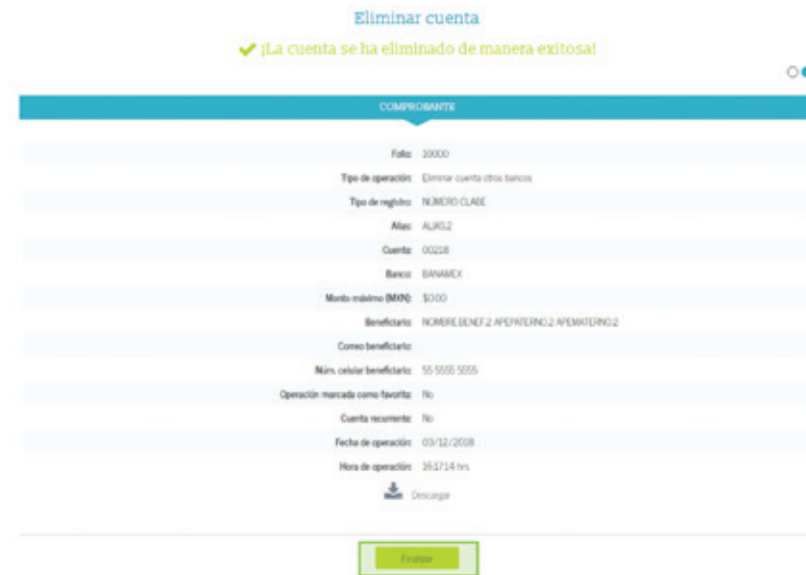 Eliminar cuenta
¡La cuenta se ha eliminado de manera exitosa!
COMPROBANTE
Folio: 10000
Tipo de operación: Eliminar cuenta otros bancos
Tipo de registro: NÚMERO CLABE
Alias: ALIAS.2
Cuenta: 00218
Banco: BANAMEX
Monto máximo (MXN): $0.00
Beneficiario: NOMBRE.BENEF.2 APEPATERNO.2 APEMATERNO.2
Correo beneficiario:
Núm. celular beneficiario: 55 5555 5555
Operación marcada como favorita: No
Cuenta recurrente: No
Fecha de operación: 03/12/2018
Hora de operación: 16:17:14 hrs
Descargar
Finalizar